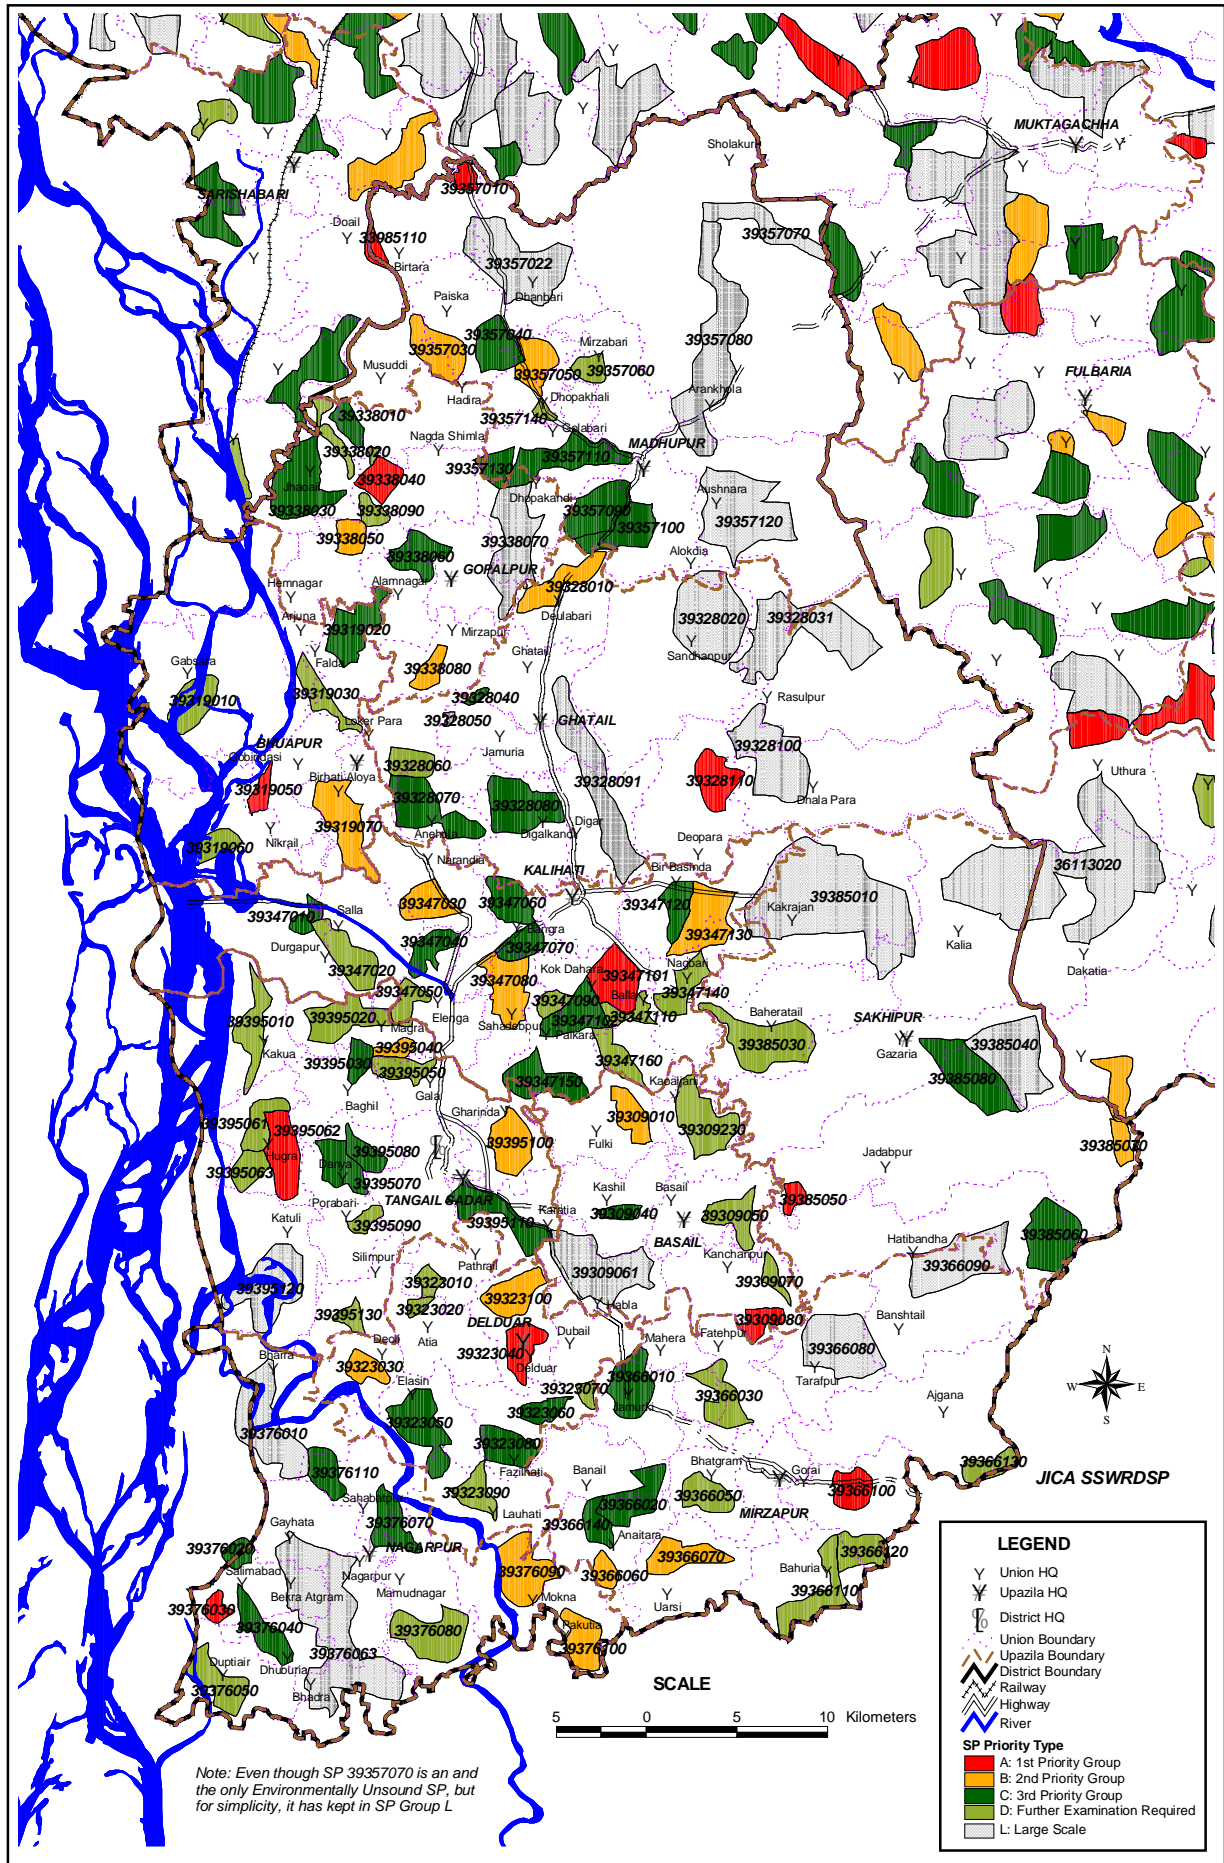 MUKTAGACHHA
Sholakuri
39357010
SARISHABARI
Doail
33985110
Birtara
39357070
39357022
Dhanbari
Paiska
39357040
39357030
Mirzabari
39357080
39357050
39357060
Musuddi
FULBARIA
Hadira
Dhopakhali
Arankhola
39338010
39357140
Golabari
Nagda Shimla
MADHUPUR
39338020
39357110
39357130
39338040
Jhaoail
Dhopakandi
Aushnara
39338030
39338090
39357090
39357100
39357120
39338050
39338070
39338060
Alokdia
GOPALPUR
Hemnagar
Alamnagar
39328010
Arjuna
Deulabari
39328020
39328031
39319020
Mirzapur
Ghatail
Sandhanpur
Gabsara
Falda
39338080
39319010
39319030
39328040
Rasulpur
Loker Para
39328050
GHATAIL
BHUAPUR
39328100
Gobindasi
Jamuria
39328060
Uthura
Birhati Aloya
39328091
39328110
39319050
39328070
39328080
Dhala Para
39319070
Anehola
Digalkandi
Digar
Nikrail
Deopara
39319060
Narandia
KALIHATI
Bir Basinda
36113020
39385010
39347030
39347060
39347120
Kakrajan
39347010
Salla
Bangra
39347130
Kalia
Durgapur
39347040
39347070
Nagbari
Dakatia
39347020
Kok Dahara
39347101
39347080
39347050
Balla
39347140
39347090
39395010
39395020
Elenga
39347110
Baheratail
SAKHIPUR
Magra
Sahadebpur
39347102
Paikara
39385030
Gazaria
39385040
Kakua
39395040
39347160
39395030
39395050
39347150
Kaoaljani
39385080
Baghil
Gala
Gharinda
39395061
39395062
39309010
39395100
39309230
39385070
Hugra
39395080
Fulki
Danya
39395063
39395070
Jadabpur
TANGAIL SADAR
Kashil
Basail
39385050
Porabari
Karatia
39309040
39309050
Katuli
39395090
39395110
BASAIL
39385060
Hatibandha
Silimpur
Pathrail
Kanchanpur
39366090
39309061
39309070
39323010
39395120
39323100
39323020
Habla
39395130
Banshtail
DELDUAR
39309080
Deoli
Atia
Dubail
Mahera
Fatehpur
39366080
Bharra
39323040
39323030
Delduar
39366010
Tarafpur
Elasin
39323070
39366030
Ajgana
39323060
Jamurki
39323050
39376010
39323080
39366130
JICA SSWRDSP
39376110
Fazilhati
Banail
Bhatgram
Gorai
39323090
39366100
Sahabatpur
39366020
39366050
Lauhati
MIRZAPUR
39376070
39366140
Gayhata
Anaitara
39376020
NAGARPUR
39366070
39366120
Salimabad
Nagarpur
39376090
39366060
Bahuria
Bekra Atgram
Mamudnagar
39366110
39376030
Mokna
Uarsi
39376040
39376080
Pakutia
39376063
39376100
Duptiair
Dhuburia
39376050
Bhadra
N
W
E
S
SCALE
5 0 5 10 Kilometers
Note: Even though SP 39357070 is an and
the only Environmentally Unsound SP, but
for simplicity, it has kept in SP Group L
LEGEND
Union HQ
Upazila HQ
District HQ
Union Boundary
Upazila Boundary
District Boundary
Railway
Highway
River
SP Priority Type
A: 1st Priority Group
B: 2nd Priority Group
C: 3rd Priority Group
D: Further Examination Required
L: Large Scale